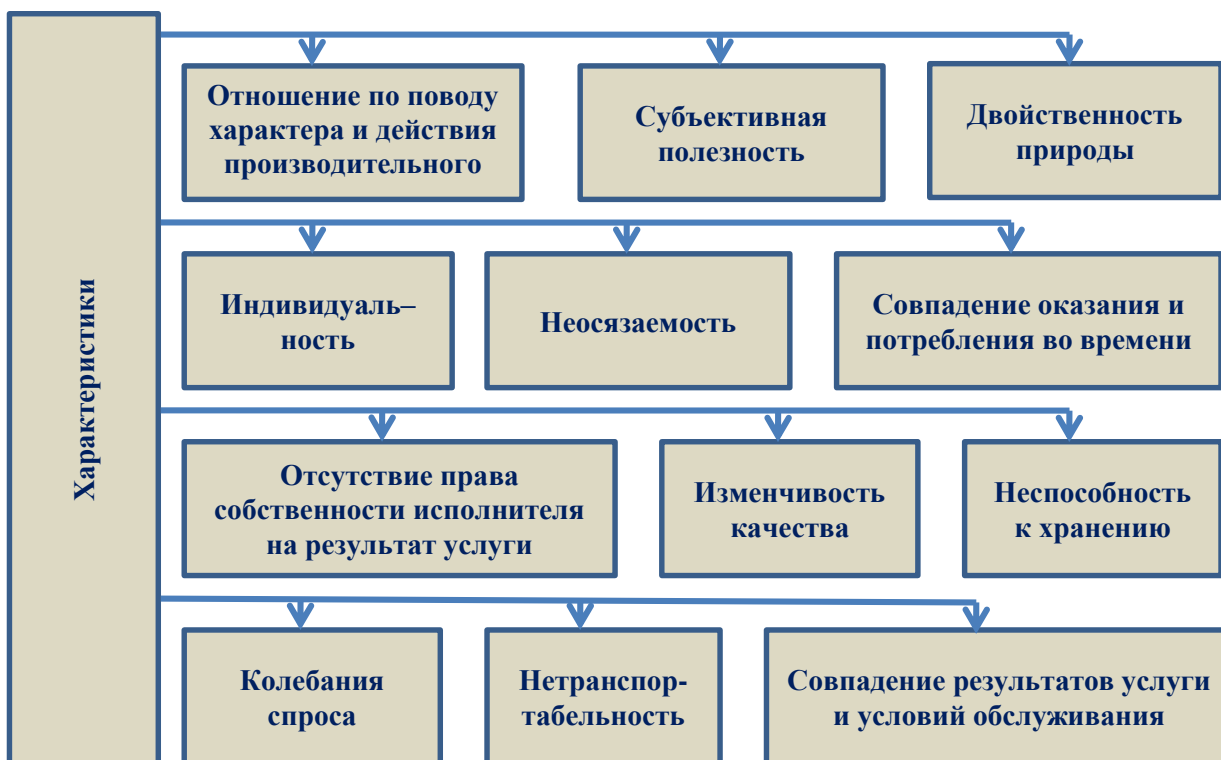 Характеристики
Отношение по поводу
характера и действия
производительного
Субъективная
полезность
Двойственность
природы
Индивидуаль–
ность
Неосязаемость
Совпадение оказания и
потребления во времени
Отсутствие права
собственности исполнителя
на результат услуги
Изменчивость
качества
Неспособность
к хранению
Колебания
спроса
Нетранспор-
табельность
Совпадение результатов услуги
и условий обслуживания